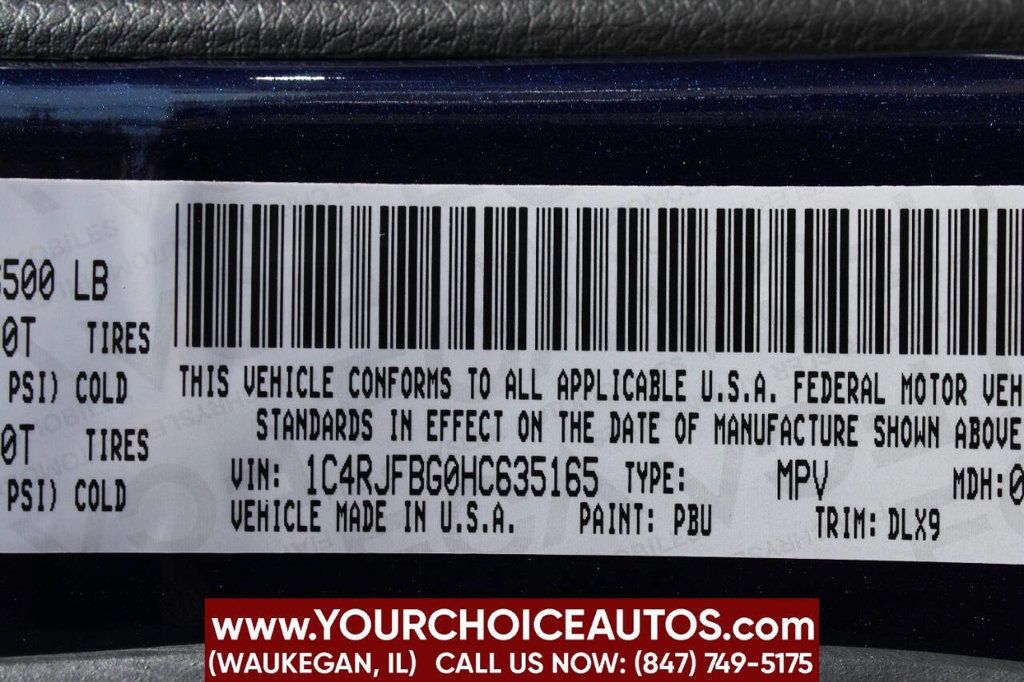 500 LB
0T TIRES
PSI) COLD
0T TIRES
PSI) COLD
THIS VEHICLE CONFORMS TO ALL APPLICABLE U.S.A. FEDERAL MOTOR VEH
STANDARDS IN EFFECT ON THE DATE OF MANUFACTURE SHOWN ABOVE
VIN: 1C4RJFBG0HC635165 TYPE: MPV MDH:0
VEHICLE MADE IN U.S.A. PAINT: PBU TRIM: DLX9
www.YOURCHOICEAUTOS.com
(WAUKEGAN, IL) CALL US NOW: (847) 749-5175